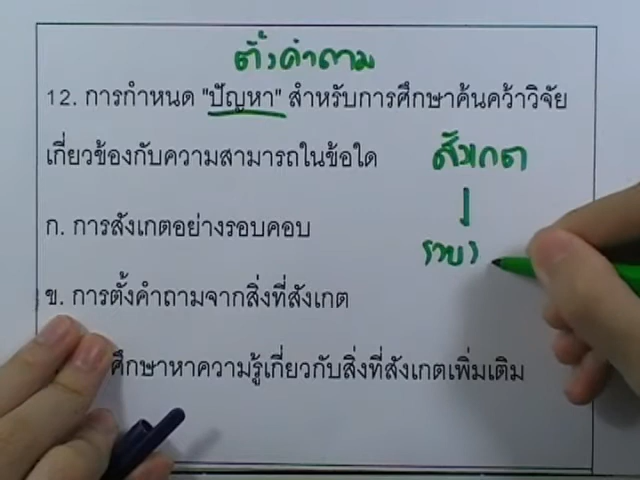 ตั้งคำถาม
12. การกำหนด "ปัญหา" สำหรับการศึกษาค้นคว้าวิจัย
เกี่ยวข้องกับความสามารถในข้อใด
สังเกต
ก. การสังเกตอย่างรอบคอบ
ข. การตั้งคำถามจากสิ่งที่สังเกต
ศึกษาหาความรู้เกี่ยวกับสิ่งที่สังเกตเพิ่มเติม